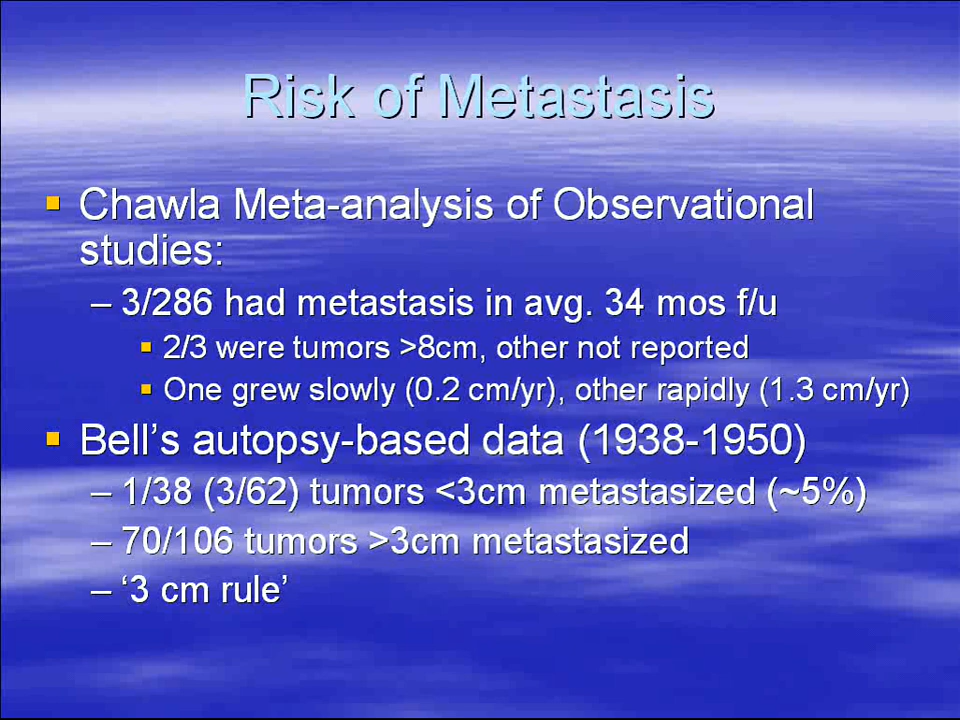 Risk of Metastasis
Chawla Meta-analysis of Observational
studies:
– 3/286 had metastasis in avg. 34 mos f/u
2/3 were tumors >8cm, other not reported
One grew slowly (0.2 cm/yr), other rapidly (1.3 cm/yr)
Bell’s autopsy-based data (1938-1950)
– 1/38 (3/62) tumors <3cm metastasized (~5%)
– 70/106 tumors >3cm metastasized
– ‘3 cm rule’